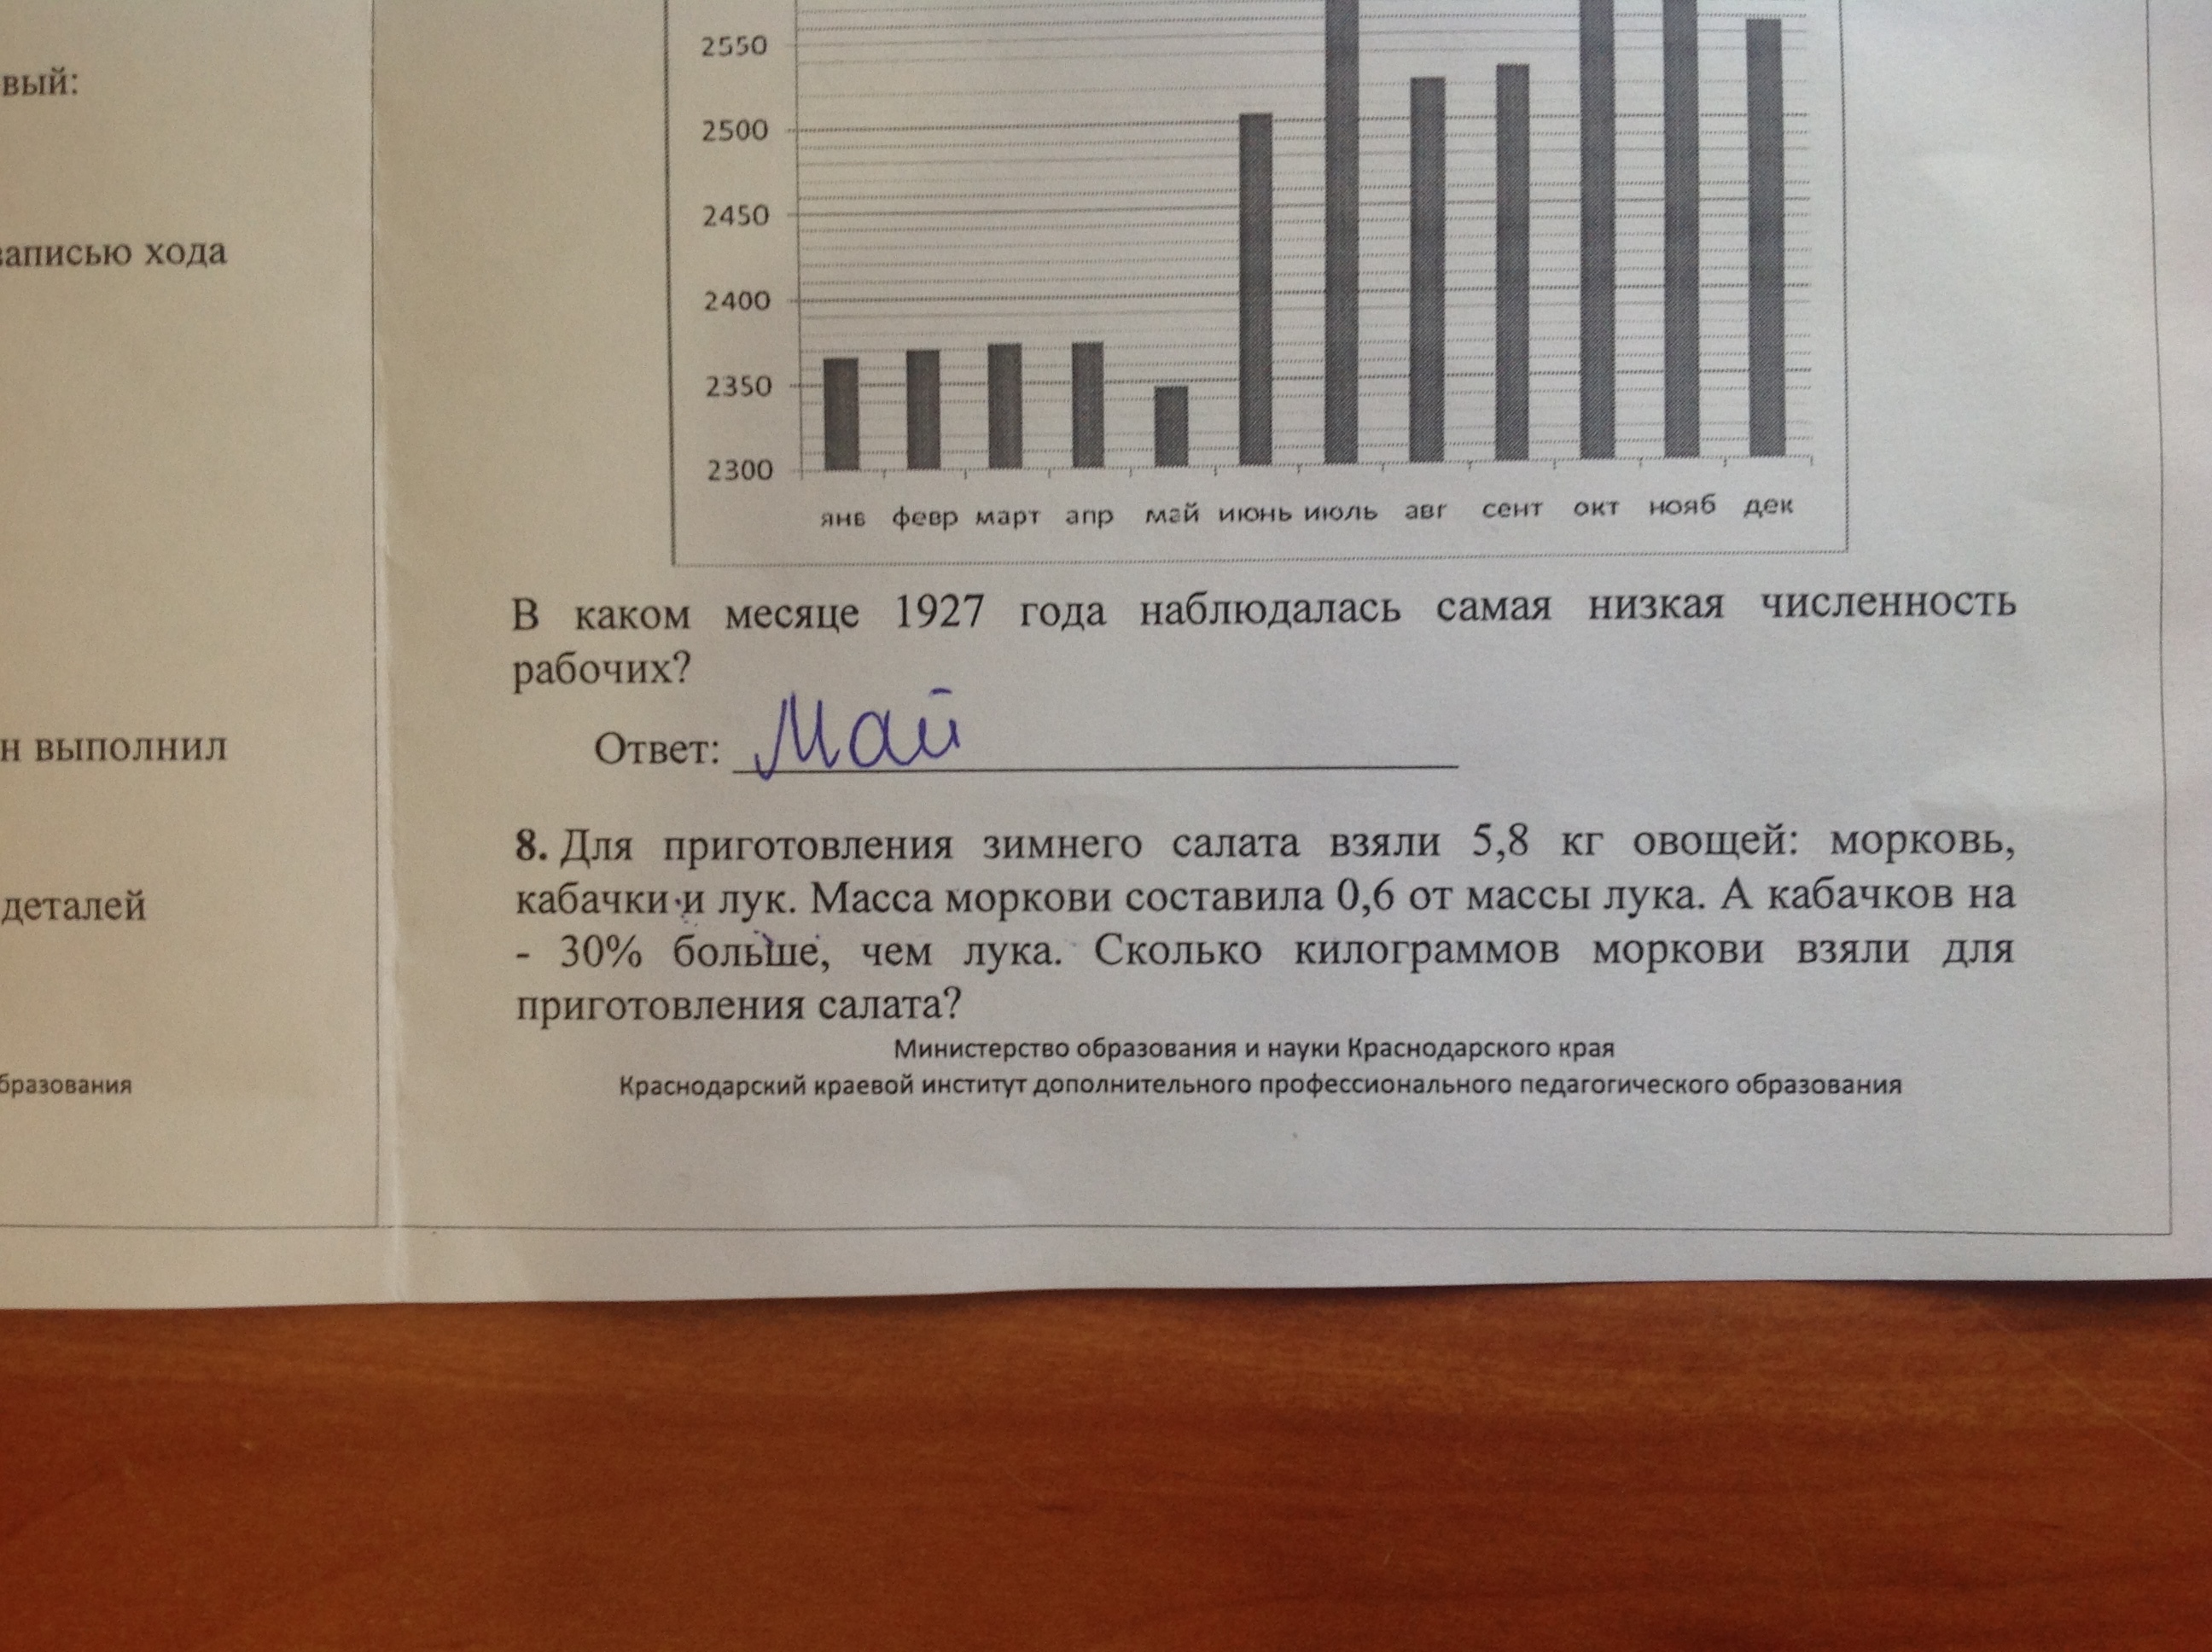 вый:
записью хода
н выполнил
деталей
бразования
2550
2500
2450
2400
2350
2300
янв февр март апр май июнь июль авг сент окт нояб дек
В каком месяце 1927 года наблюдалась самая низкая численность
рабочих?
Ответ: Май
8. Для приготовления зимнего салата взяли 5,8 кг овощей: морковь,
кабачки и лук. Масса моркови составила 0,6 от массы лука. А кабачков на
- 30% больше, чем лука. Сколько килограммов моркови взяли для
приготовления салата?
Министерство образования и науки Краснодарского края
Краснодарский краевой институт дополнительного профессионального педагогического образования